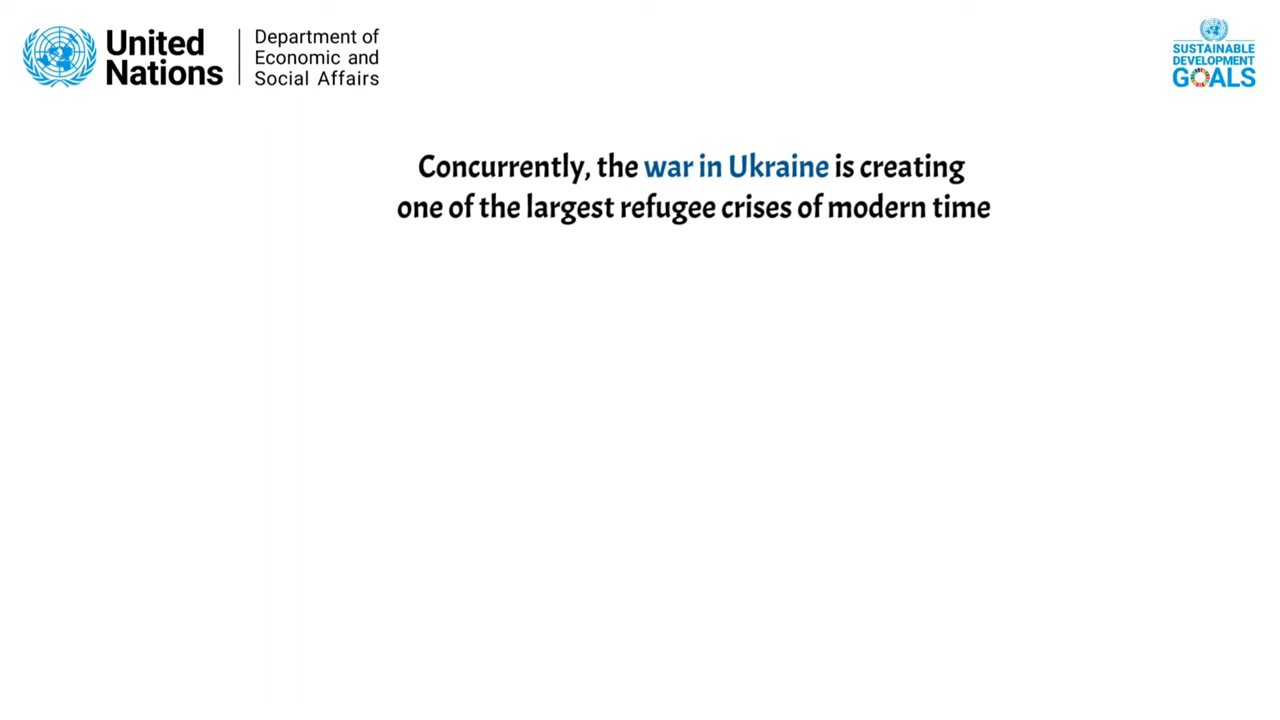 United
Nations
Department of
Economic and
Social Affairs
SUSTAINABLE
DEVELOPMENT
GOALS
Concurrently, the war in Ukraine is creating
one of the largest refugee crises of modern time